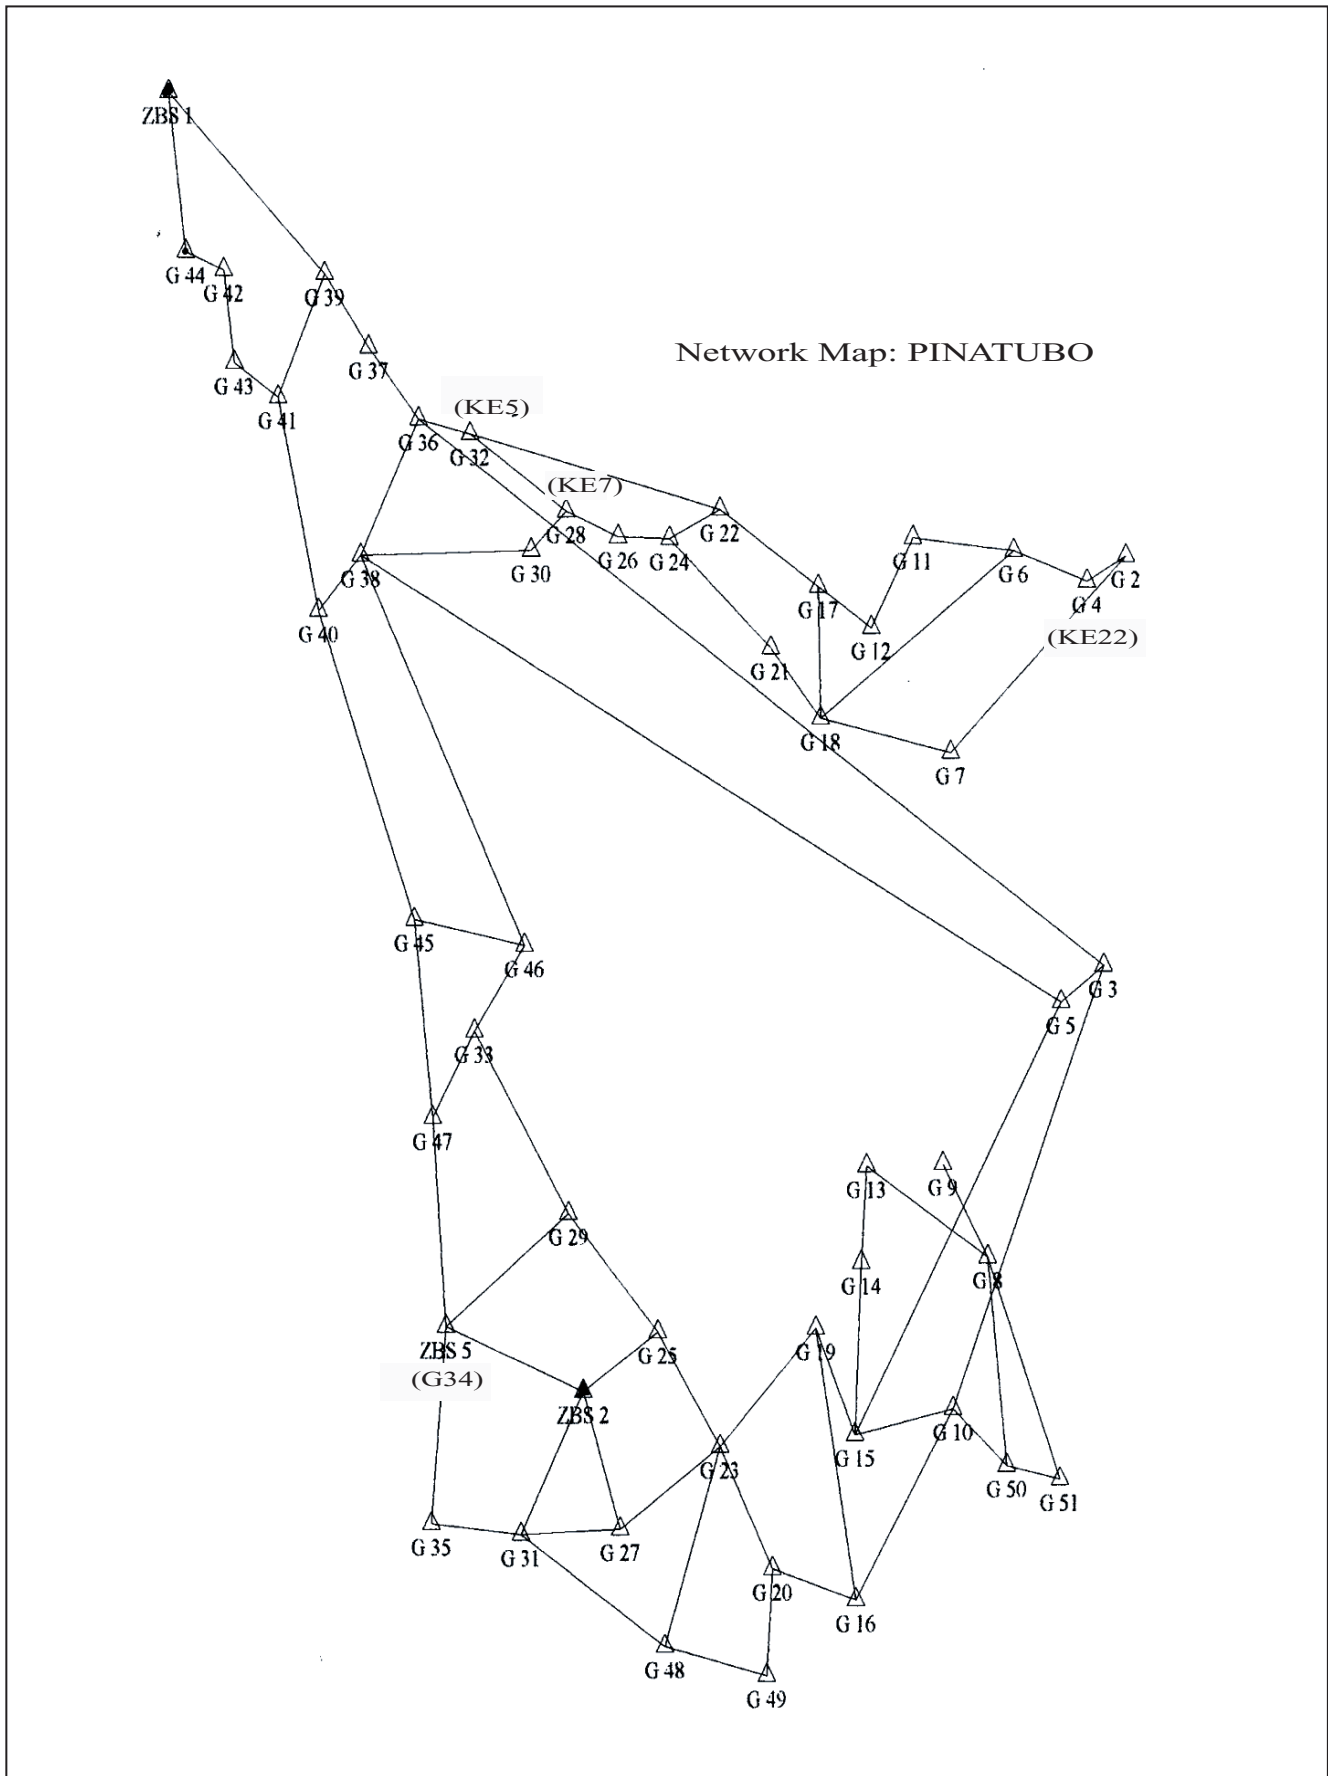 ZBS 1
G 44
G 42
G 39
Network Map: PINATUBO
G 37
G 43
G 41
(KE5)
G 36
G 32
(KE7)
G 28
G 22
G 26
G 24
G 11
G 6
G 2
G 30
G 38
G 4
G 17
G 40
(KE22)
G 12
G 21
G 18
G 7
G 45
G 46
G 3
G 5
G 33
G 47
G 13
G 9
G 29
G 14
G 8
ZBS 5
G 25
G 19
(G34)
ZBS 2
G 10
G 15
G 23
G 50
G 51
G 35
G 31
G 27
G 20
G 16
G 48
G 49